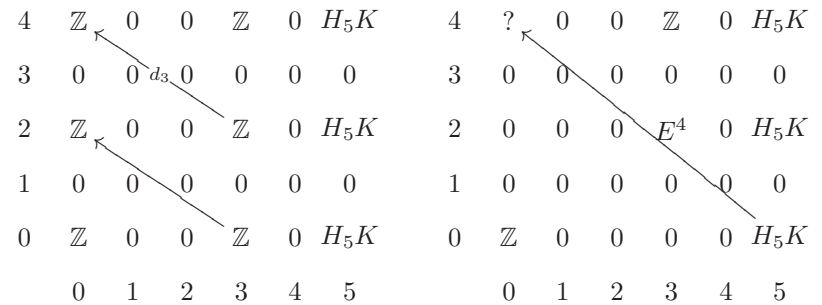 4 ℤ 0 0 ℤ 0 H₅K 4 ? 0 0 ℤ 0 H₅K
3 0 0 d₃ 0 0 0 0 3 0 0 0 0 0 0
2 ℤ 0 0 ℤ 0 H₅K 2 0 0 0 E⁴ 0 H₅K
1 0 0 0 0 0 0 1 0 0 0 0 0 0
0 ℤ 0 0 ℤ 0 H₅K 0 ℤ 0 0 0 0 H₅K
0 1 2 3 4 5 0 1 2 3 4 5